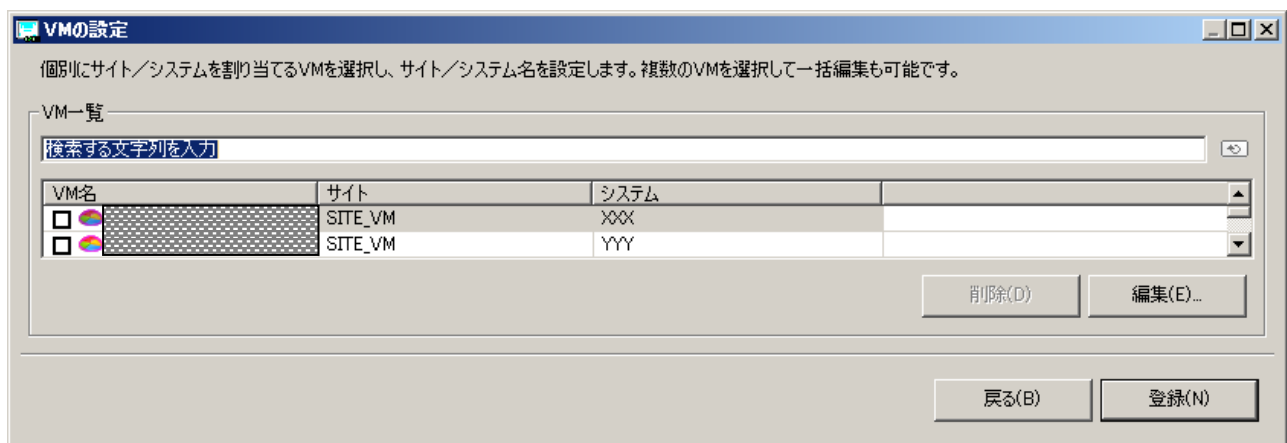 VMの設定
個別にサイト／システムを割り当てるVMを選択し、サイト／システム名を設定します。複数のVMを選択して一括編集も可能です。
VM一覧
検索する文字列を入力
VM名 サイト システム
SITE_VM XXX
SITE_VM YYY
削除(D) 編集(E)...
戻る(B) 登録(N)